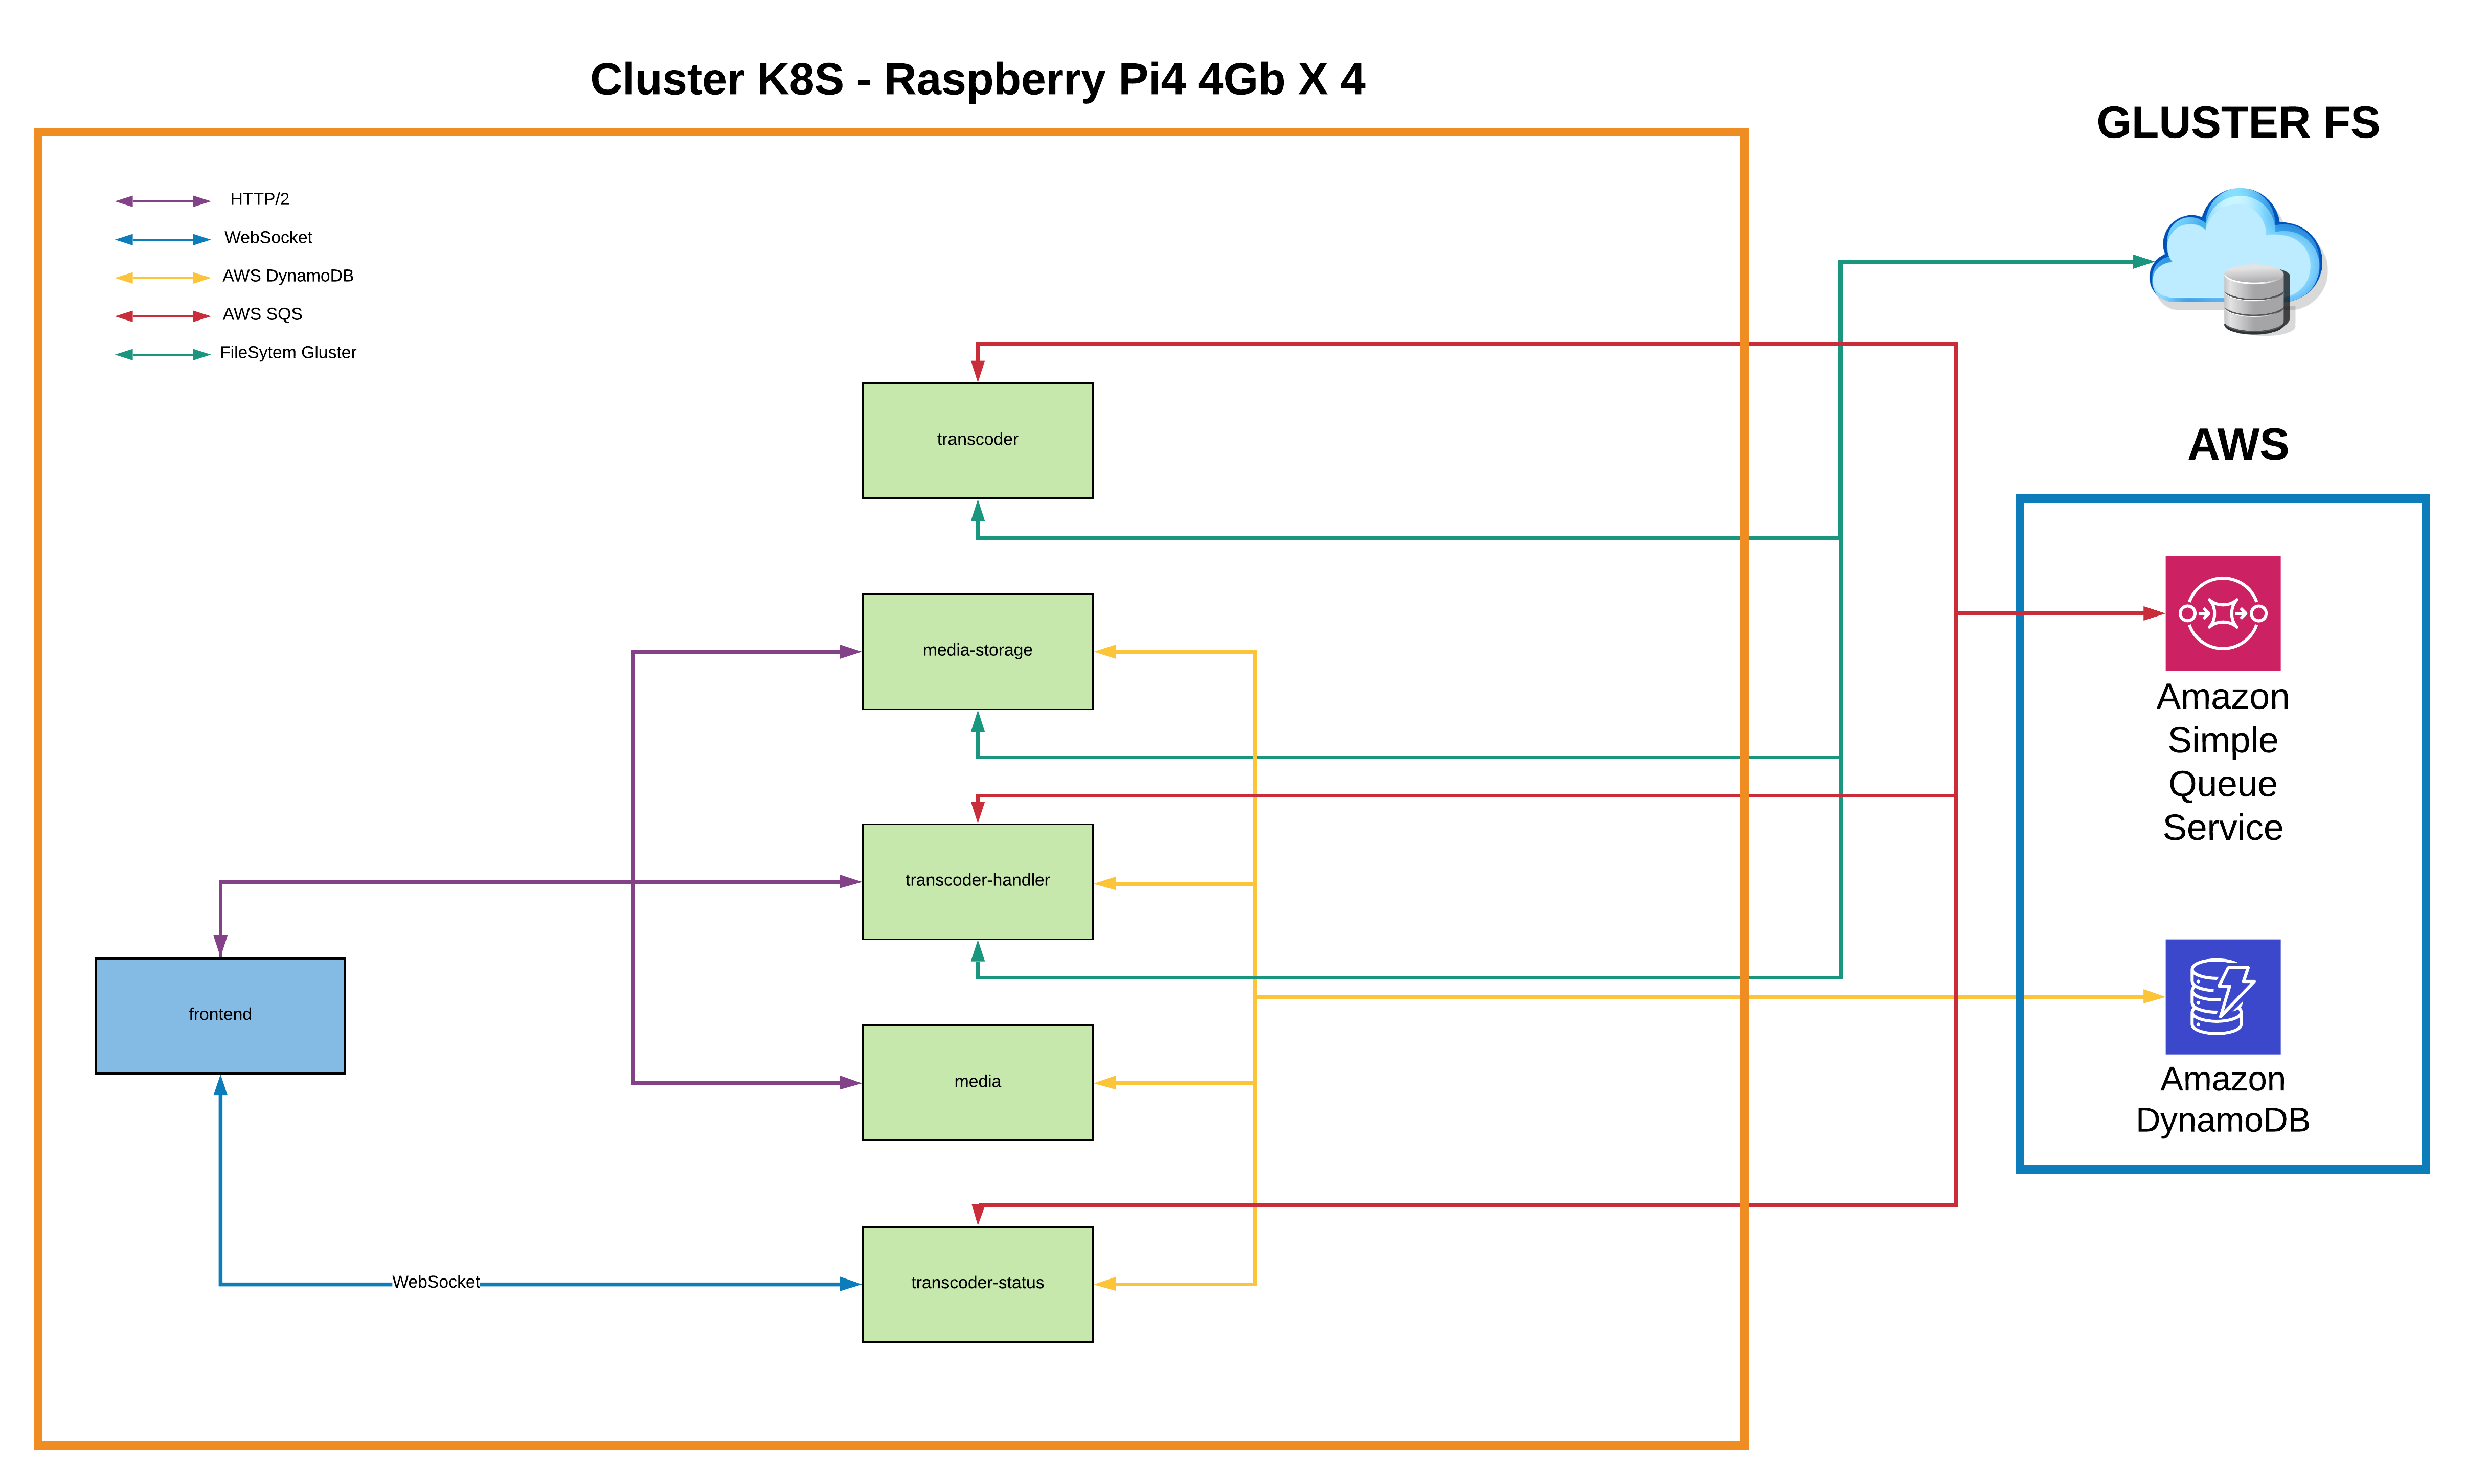 Cluster K8S - Raspberry Pi4 4Gb X 4
GLUSTER FS
HTTP/2
WebSocket
AWS DynamoDB
AWS SQS
FileSytem Gluster
transcoder
AWS
media-storage
Amazon
Simple
Queue
Service
transcoder-handler
frontend
media
Amazon
DynamoDB
WebSocket
transcoder-status